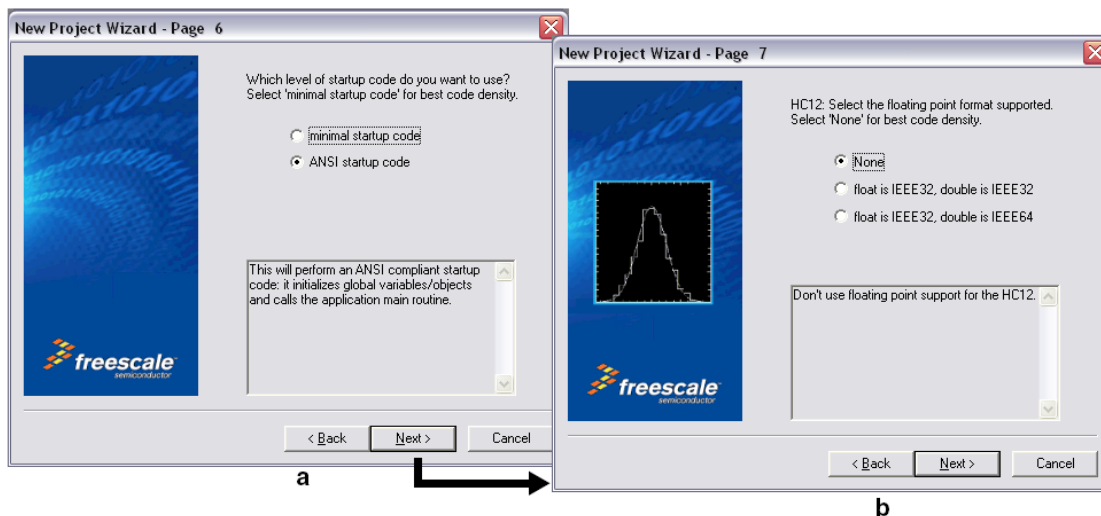 New Project Wizard - Page 6
Which level of startup code do you want to use?
Select 'minimal startup code' for best code density.
minimal startup code
ANSI startup code
This will perform an ANSI compliant startup
code: it initializes global variables/objects
and calls the application main routine.
freescale
semiconductor
< Back
Next >
Cancel
a
New Project Wizard - Page 7
HC12: Select the floating point format supported.
Select 'None' for best code density.
None
float is IEEE32, double is IEEE32
float is IEEE32, double is IEEE64
Don't use floating point support for the HC12.
freescale
semiconductor
< Back
Next >
Cancel
b